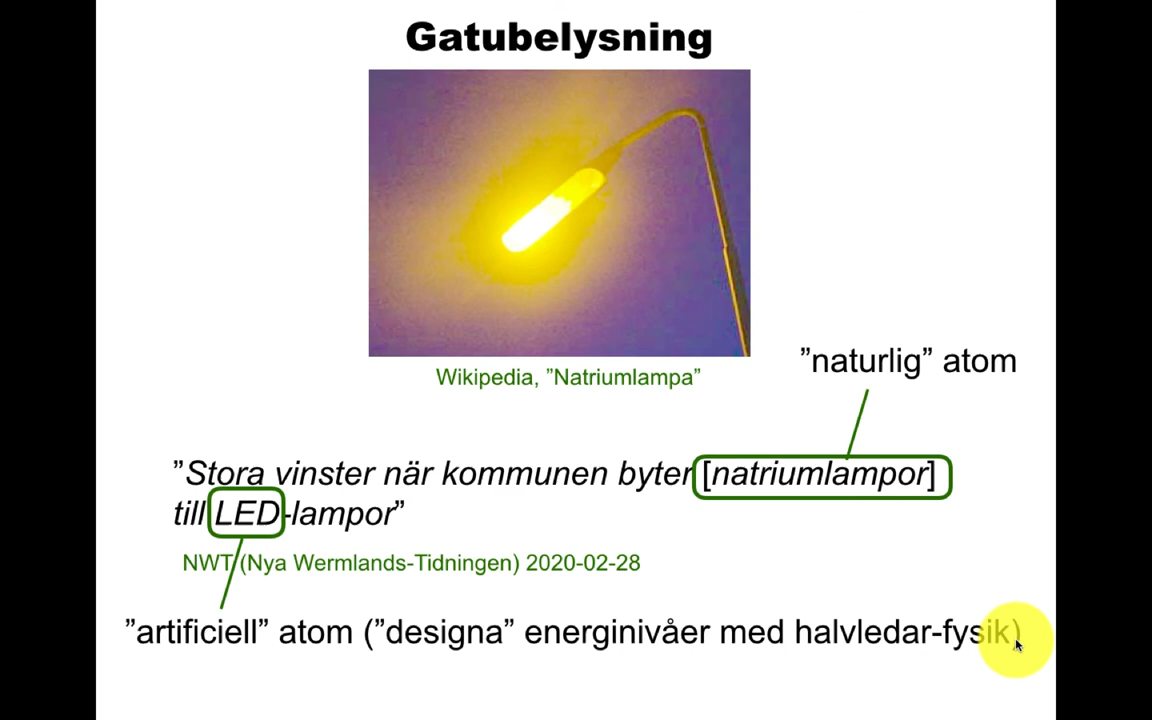 Gatubelysning
Wikipedia, ”Natriumlampa”
”naturlig” atom
”Stora vinster när kommunen byter [natriumlampor]
till LED-lampor”
NWT (Nya Wermlands-Tidningen) 2020-02-28
”artificiell” atom (”designa” energinivåer med halvledar-fysik)